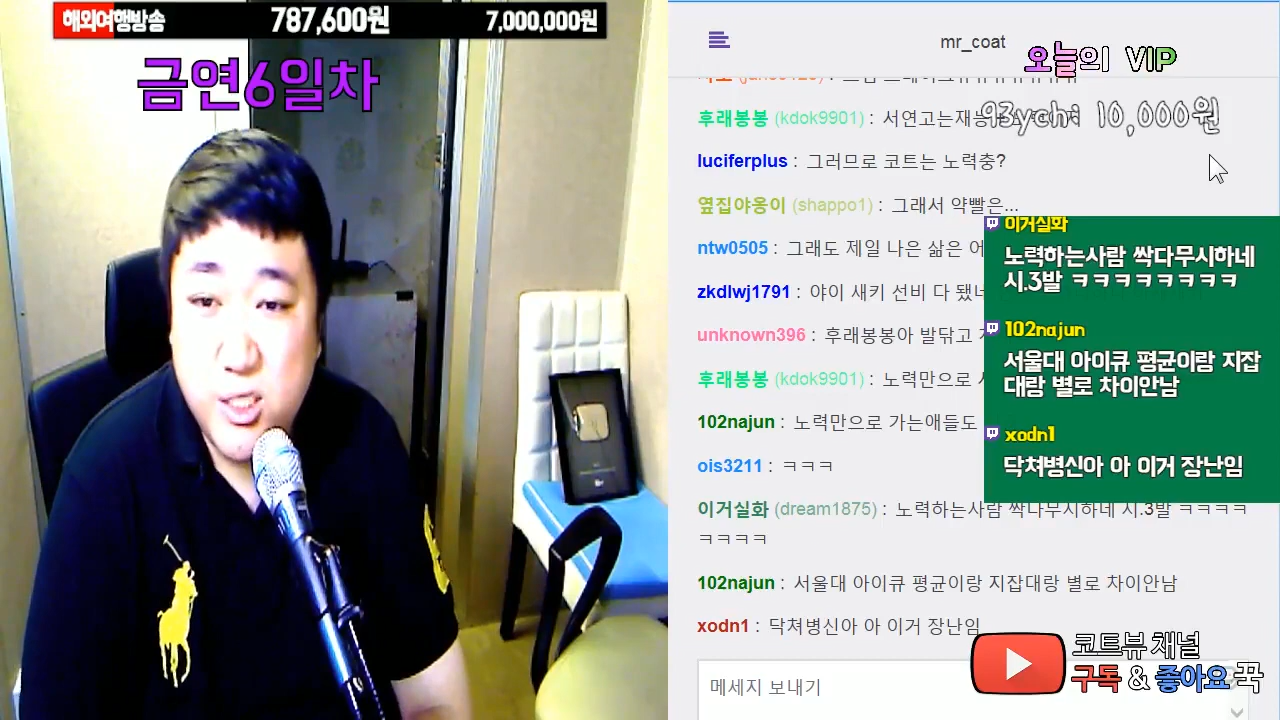 해외여행방송
787,600원
7,000,000원
금연6일차
mr_coat
오늘의 VIP
93ychi 10,000원
후래봉봉 (kdok9901) : 서연고는재능
luciferplus : 그러므로 코트는 노력충?
옆집야옹이 (shappo1) : 그래서 약빨은...
ntw0505 : 그래도 제일 나은 삶은 어
zkdlwj1791 : 야이 새키 선비 다 됐네
unknown396 : 후래봉봉아 발닦고
후래봉봉 (kdok9901) : 노력만으로
102najun : 노력만으로 가는애들도
ois3211 : ㅋㅋㅋ
이거실화 (dream1875) : 노력하는사람 싹다무시하네 시.3발 ㅋㅋㅋㅋ
ㅋㅋㅋㅋ
102najun : 서울대 아이큐 평균이랑 지잡대랑 별로 차이안남
xodn1 : 닥쳐병신아 아 이거 장난임
메세지 보내기
이거실화
노력하는사람 싹다무시하네
시.3발 ㅋㅋㅋㅋㅋㅋㅋㅋ
102najun
서울대 아이큐 평균이랑 지잡
대랑 별로 차이안남
xodn1
닥쳐병신아 아 이거 장난임
코트뷰 채널
구독 & 좋아요 꾹